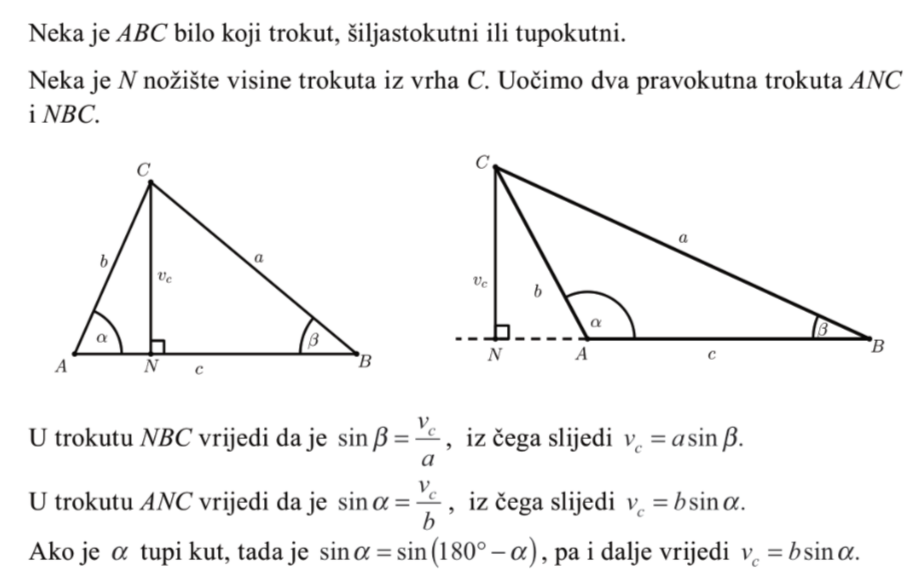 Neka je ABC bilo koji trokut, šiljastokutni ili tupokutni.
Neka je N nožište visine trokuta iz vrha C. Uočimo dva pravokutna trokuta ANC
i NBC.
C
b
v_c
a
α
β
A
N
c
B
C
a
v_c
b
α
β
N
A
c
B
U trokutu NBC vrijedi da je sin β = v_c/a, iz čega slijedi v_c = a sin β.
U trokutu ANC vrijedi da je sin α = v_c/b, iz čega slijedi v_c = b sin α.
Ako je α tupi kut, tada je sin α = sin(180° − α), pa i dalje vrijedi v_c = b sin α.